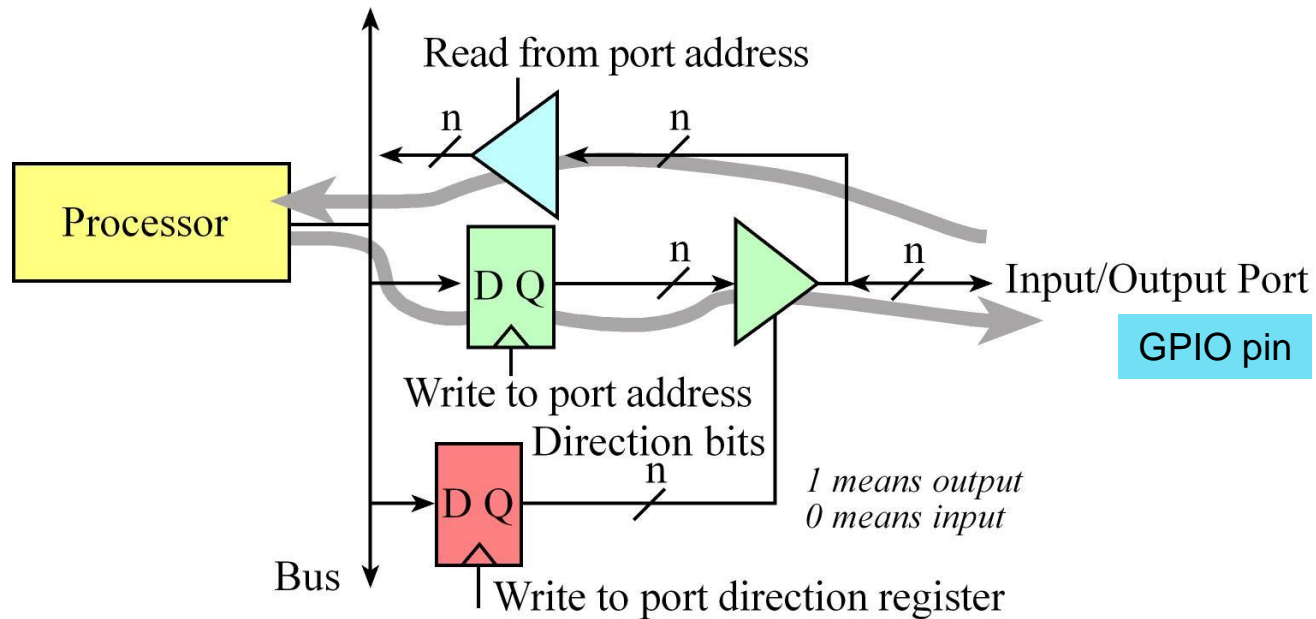 Read from port address
n
n
Processor
n
n
D Q
Input/Output Port
GPIO pin
Write to port address
Direction bits
n
1 means output
D Q
0 means input
Bus
Write to port direction register